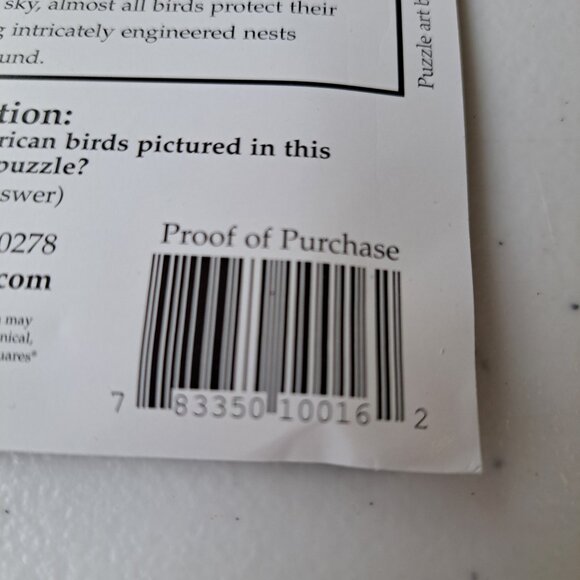 sky, almost all birds protect their
intricately engineered nests
und.
Puzzle art b
tion:
rican birds pictured in this
puzzle?
swer)
0278
.com
may
nical,
uares®
Proof of Purchase
7 83350 10016 2